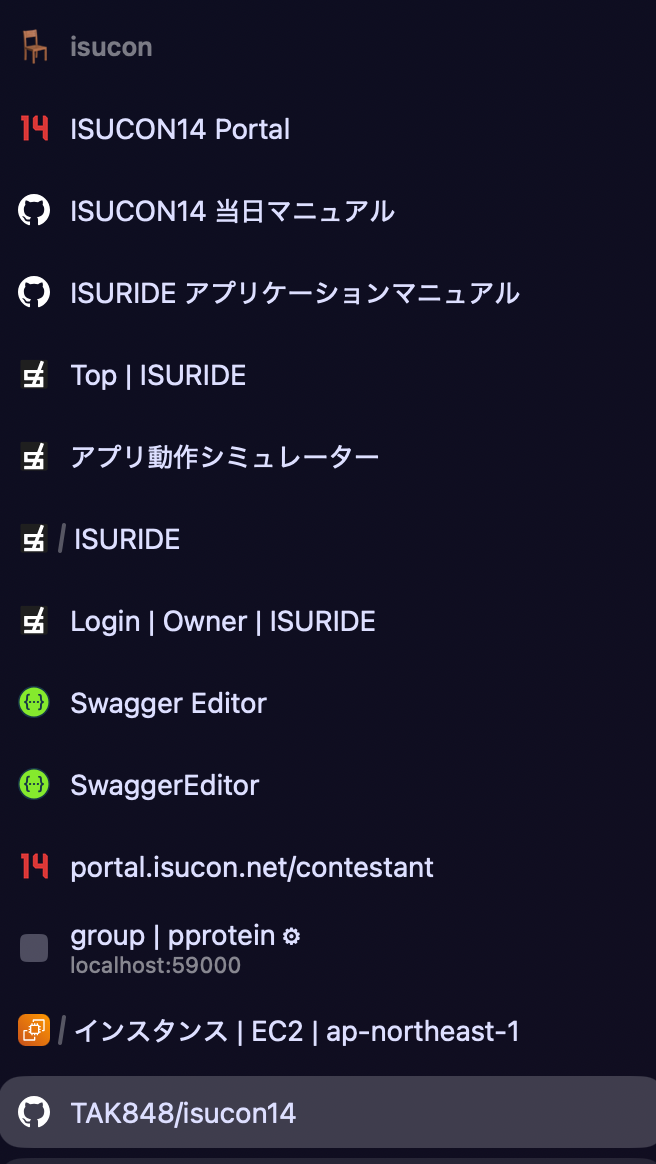 isucon
14 ISUCON14 Portal
ISUCON14 当日マニュアル
ISURIDE アプリケーションマニュアル
Top | ISURIDE
アプリ動作シミュレーター
/ ISURIDE
Login | Owner | ISURIDE
{··} Swagger Editor
{··} SwaggerEditor
14 portal.isucon.net/contestant
group | pprotein ⚙
localhost:59000
/ インスタンス | EC2 | ap-northeast-1
TAK848/isucon14